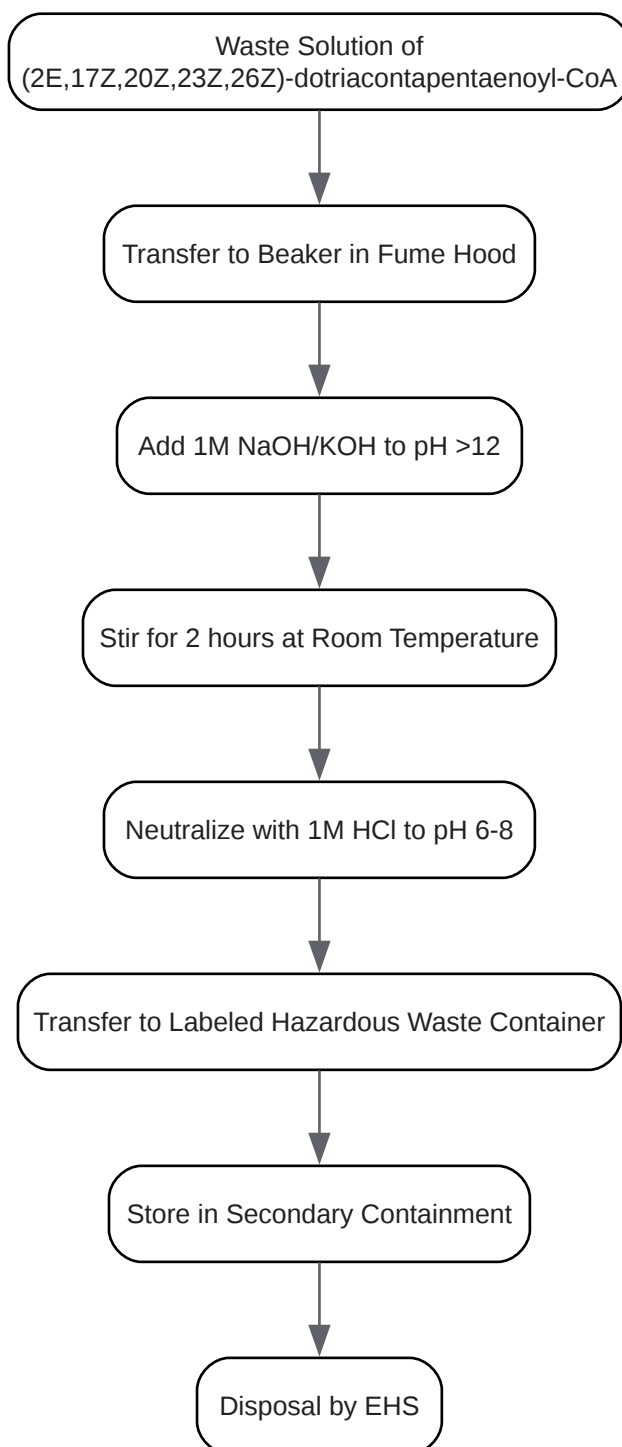 Waste Solution of
(2E,17Z,20Z,23Z,26Z)-dotriacontapentaenoyl-CoA
Transfer to Beaker in Fume Hood
Add 1M NaOH/KOH to pH >12
Stir for 2 hours at Room Temperature
Neutralize with 1M HCl to pH 6-8
Transfer to Labeled Hazardous Waste Container
Store in Secondary Containment
Disposal by EHS